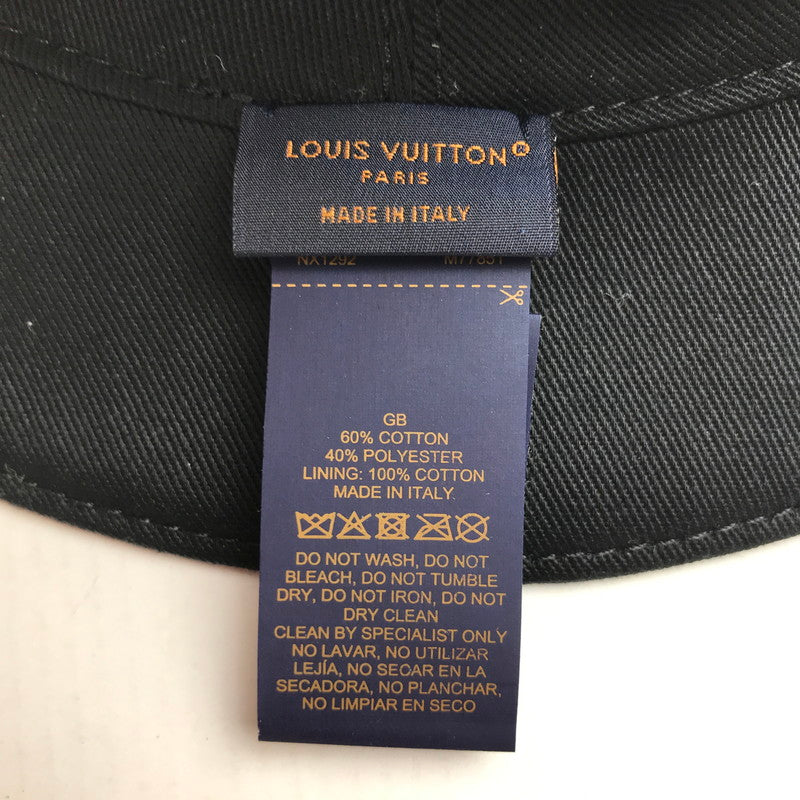 LOUIS VUITTON®
PARIS
MADE IN ITALY
NX1292
GB
60% COTTON
40% POLYESTER
LINING: 100% COTTON
MADE IN ITALY
DO NOT WASH, DO NOT
BLEACH, DO NOT TUMBLE
DRY, DO NOT IRON, DO NOT
DRY CLEAN
CLEAN BY SPECIALIST ONLY
NO LAVAR, NO UTILIZAR
LEJÍA, NO SECAR EN LA
SECADORA, NO PLANCHAR,
NO LIMPIAR EN SECO